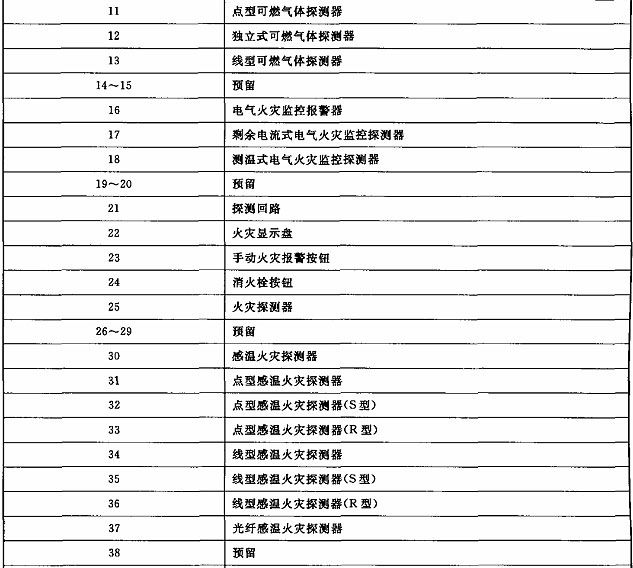 11 点型可燃气体探测器
12 独立式可燃气体探测器
13 线型可燃气体探测器
14～15 预留
16 电气火灾监控报警器
17 剩余电流式电气火灾监控探测器
18 测温式电气火灾监控探测器
19～20 预留
21 探测回路
22 火灾显示盘
23 手动火灾报警按钮
24 消火栓按钮
25 火灾探测器
26～29 预留
30 感温火灾探测器
31 点型感温火灾探测器
32 点型感温火灾探测器(S型)
33 点型感温火灾探测器(R型)
34 线型感温火灾探测器
35 线型感温火灾探测器(S型)
36 线型感温火灾探测器(R型)
37 光纤感温火灾探测器
38 预留